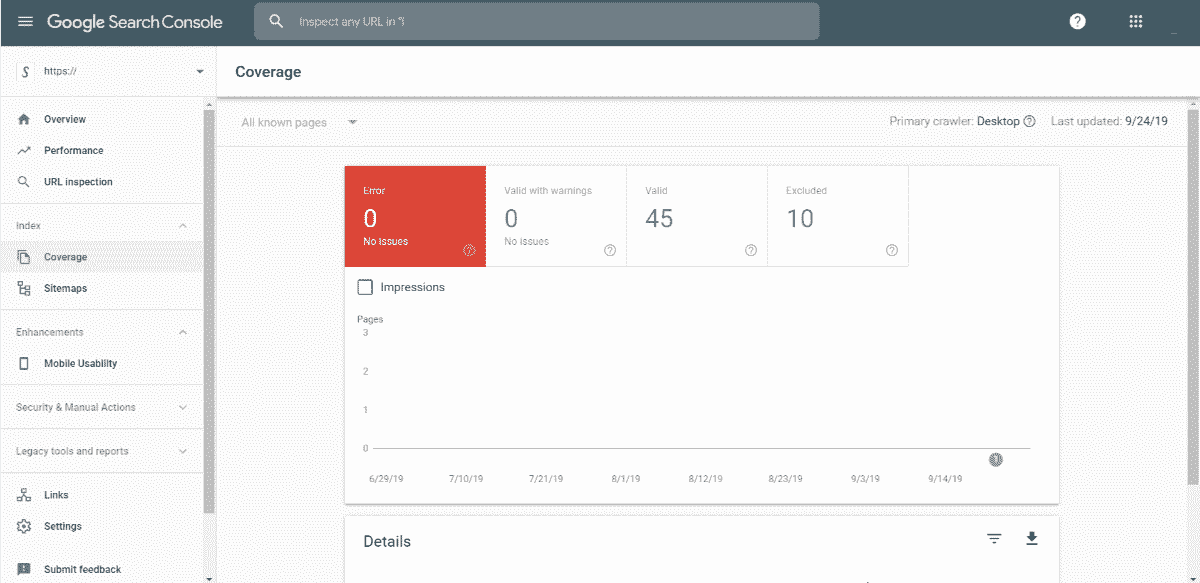 Google Search Console
Inspect any URL in "
https://
Coverage
Overview
Performance
URL inspection
Index
Coverage
Sitemaps
Enhancements
Mobile Usability
Security & Manual Actions
Legacy tools and reports
Links
Settings
Submit feedback
All known pages
Primary crawler: Desktop
Last updated: 9/24/19
Error
0
No issues
Valid with warnings
0
No issues
Valid
45
Excluded
10
Impressions
Pages
3
2
1
0
6/29/19 7/10/19 7/21/19 8/1/19 8/12/19 8/23/19 9/3/19 9/14/19
1
Details